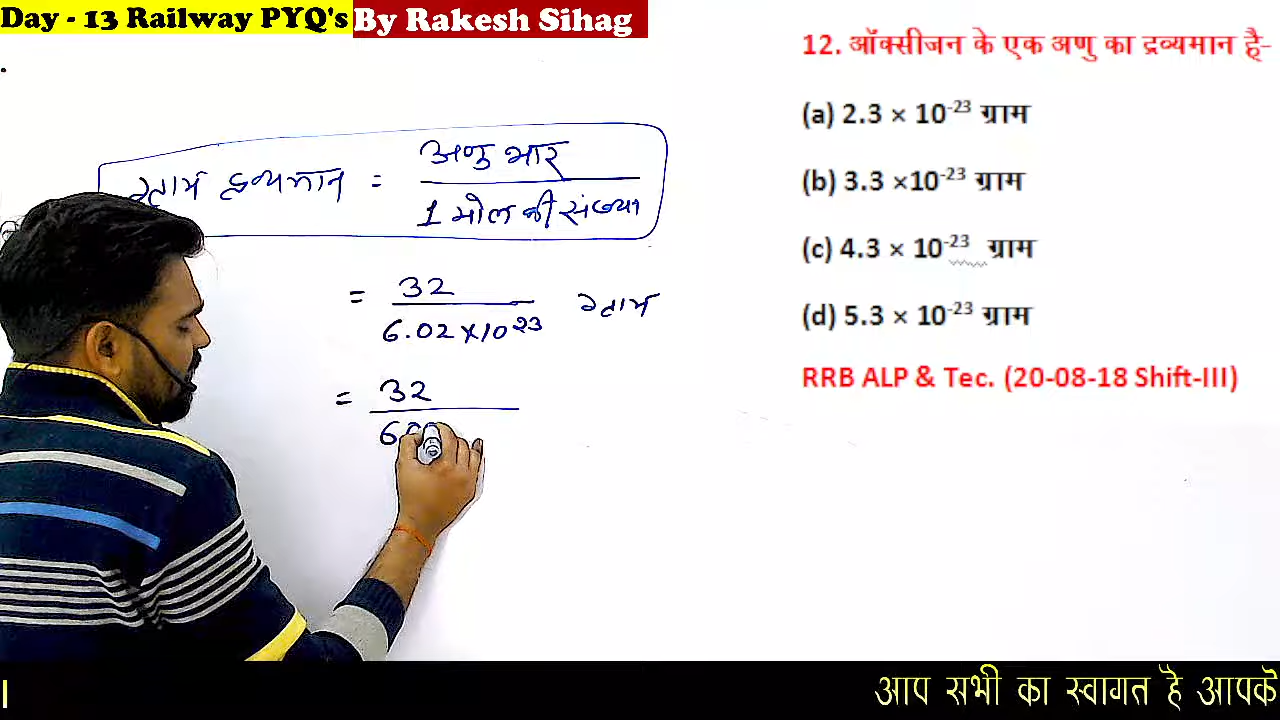 Day - 13 Railway PYQ's By Rakesh Sihag
12. ऑक्सीजन के एक अणु का द्रव्यमान है-
(a) 2.3 × 10⁻²³ ग्राम
(b) 3.3 ×10⁻²³ ग्राम
(c) 4.3 × 10⁻²³ ग्राम
(d) 5.3 × 10⁻²³ ग्राम
RRB ALP & Tec. (20-08-18 Shift-III)
ग्राम द्रव्यमान = अणु भार
1 मोल की संख्या
= 32
6.02×10²³ ग्राम
= 32
आप सभी का स्वागत है आपके